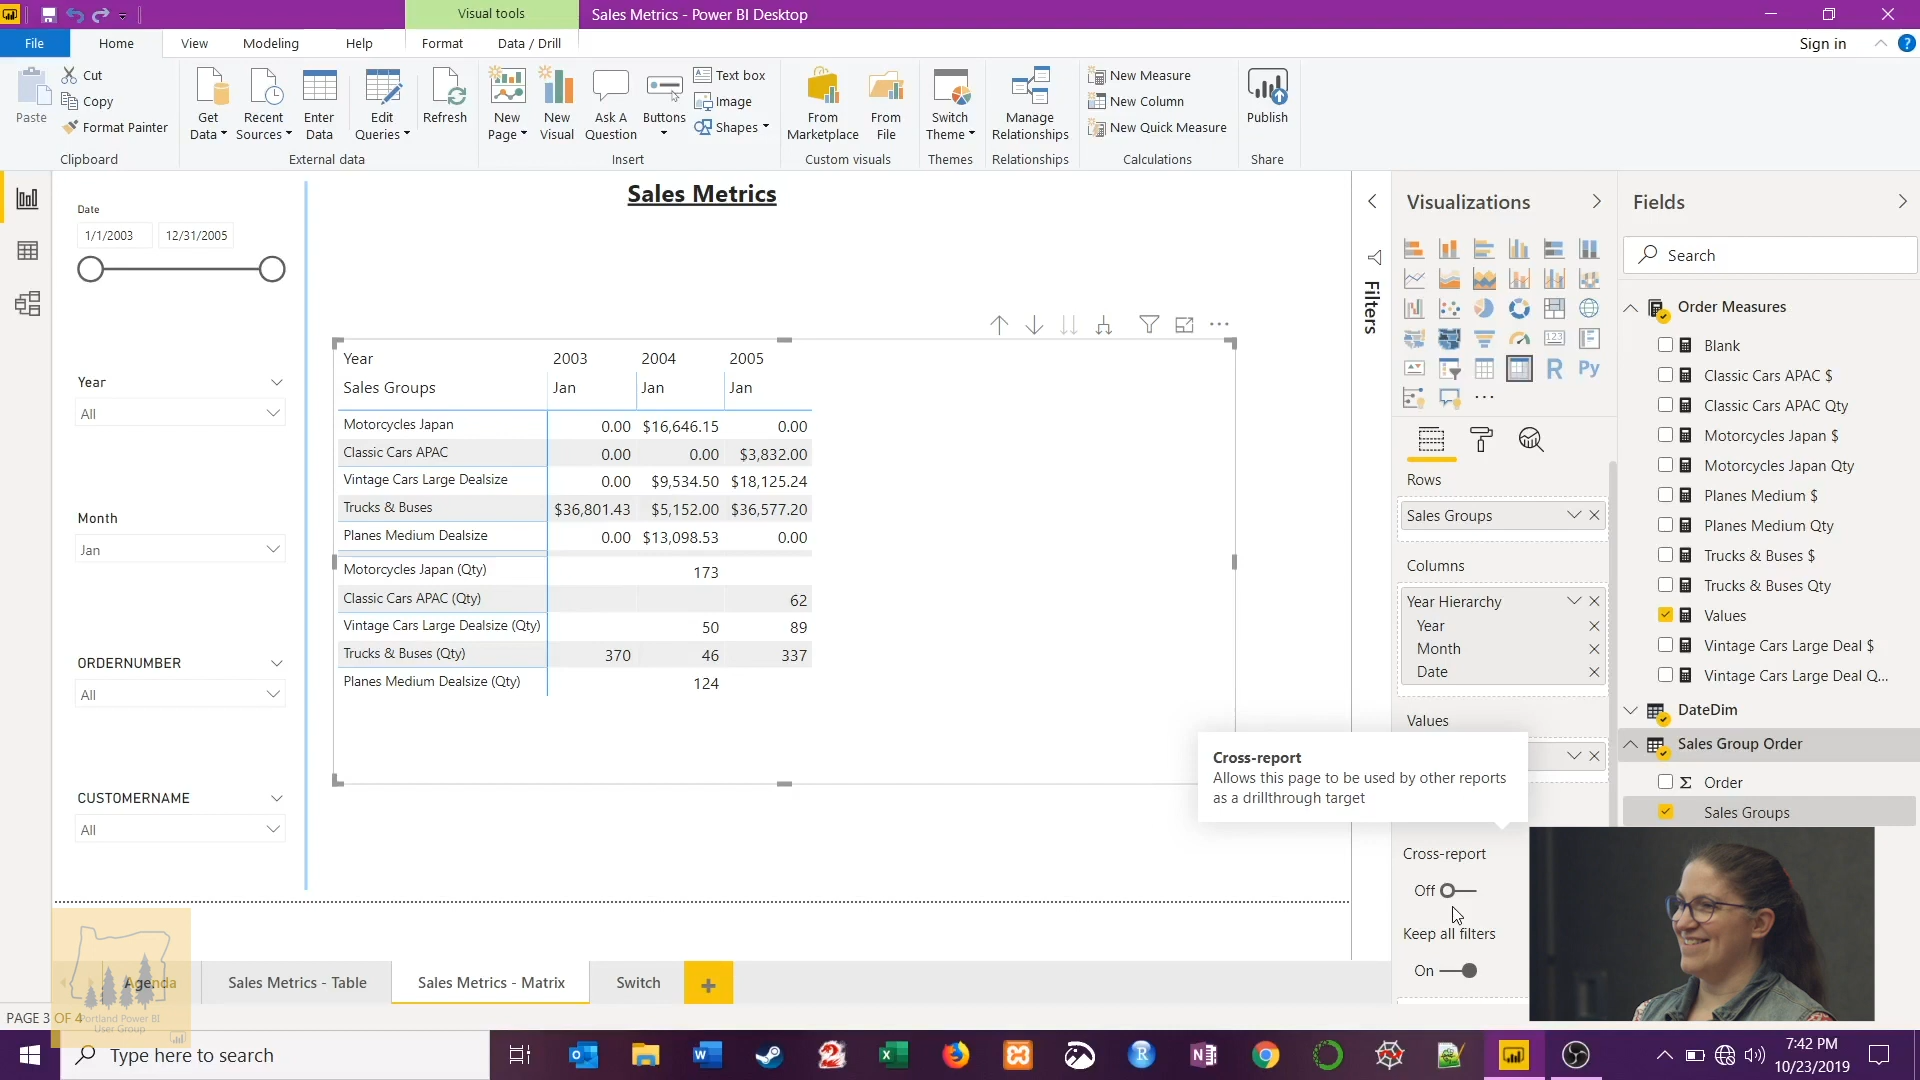 Visual tools
Sales Metrics - Power BI Desktop
File
Home
View
Modeling
Help
Format
Data / Drill
Sign in
Paste
Cut
Copy
Format Painter
Clipboard
Get Data
Recent Sources
Enter Data
Edit Queries
Refresh
External data
New Page
New Visual
Ask A Question
Buttons
Text box
Image
Shapes
Insert
From Marketplace
From File
Custom visuals
Switch Theme
Themes
Manage Relationships
Relationships
New Measure
New Column
New Quick Measure
Calculations
Publish
Share
Sales Metrics
Date
1/1/2003 12/31/2005
Year
All
Month
Jan
ORDERNUMBER
All
CUSTOMERNAME
All
Year 2003 2004 2005
Sales Groups Jan Jan Jan
Motorcycles Japan 0.00 $16,646.15 0.00
Classic Cars APAC 0.00 0.00 $3,832.00
Vintage Cars Large Dealsize 0.00 $9,534.50 $18,125.24
Trucks & Buses $36,801.43 $5,152.00 $36,577.20
Planes Medium Dealsize 0.00 $13,098.53 0.00
Motorcycles Japan (Qty) 173
Classic Cars APAC (Qty) 62
Vintage Cars Large Dealsize (Qty) 50 89
Trucks & Buses (Qty) 370 46 337
Planes Medium Dealsize (Qty) 124
Filters
Visualizations
123
R
Py
Rows
Sales Groups
Columns
Year Hierarchy
Year
Month
Date
Values
Cross-report
Allows this page to be used by other reports
as a drillthrough target
Cross-report
Off
Keep all filters
On
Fields
Search
Order Measures
Blank
Classic Cars APAC $
Classic Cars APAC Qty
Motorcycles Japan $
Motorcycles Japan Qty
Planes Medium $
Planes Medium Qty
Trucks & Buses $
Trucks & Buses Qty
Values
Vintage Cars Large Deal $
Vintage Cars Large Deal Q...
DateDim
Sales Group Order
Order
Sales Groups
Agenda
Sales Metrics - Table
Sales Metrics - Matrix
Switch
PAGE 3 OF 4
Portland Power BI
User Group
Type here to search
7:42 PM
10/23/2019